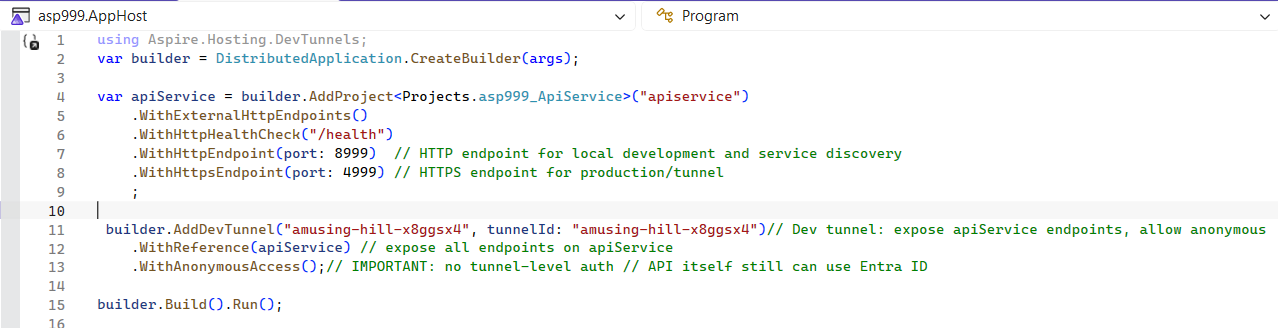 asp999.AppHost
Program
1 using Aspire.Hosting.DevTunnels;
2 var builder = DistributedApplication.CreateBuilder(args);
3
4 var apiService = builder.AddProject<Projects.asp999_ApiService>("apiservice")
5     .WithExternalHttpEndpoints()
6     .WithHttpHealthCheck("/health")
7     .WithHttpEndpoint(port: 8999)  // HTTP endpoint for local development and service discovery
8     .WithHttpsEndpoint(port: 4999) // HTTPS endpoint for production/tunnel
9     ;
10
11  builder.AddDevTunnel("amusing-hill-x8ggsx4", tunnelId: "amusing-hill-x8ggsx4")// Dev tunnel: expose apiService endpoints, allow anonymous
12     .WithReference(apiService) // expose all endpoints on apiService
13     .WithAnonymousAccess();// IMPORTANT: no tunnel-level auth // API itself still can use Entra ID
14
15 builder.Build().Run();
16